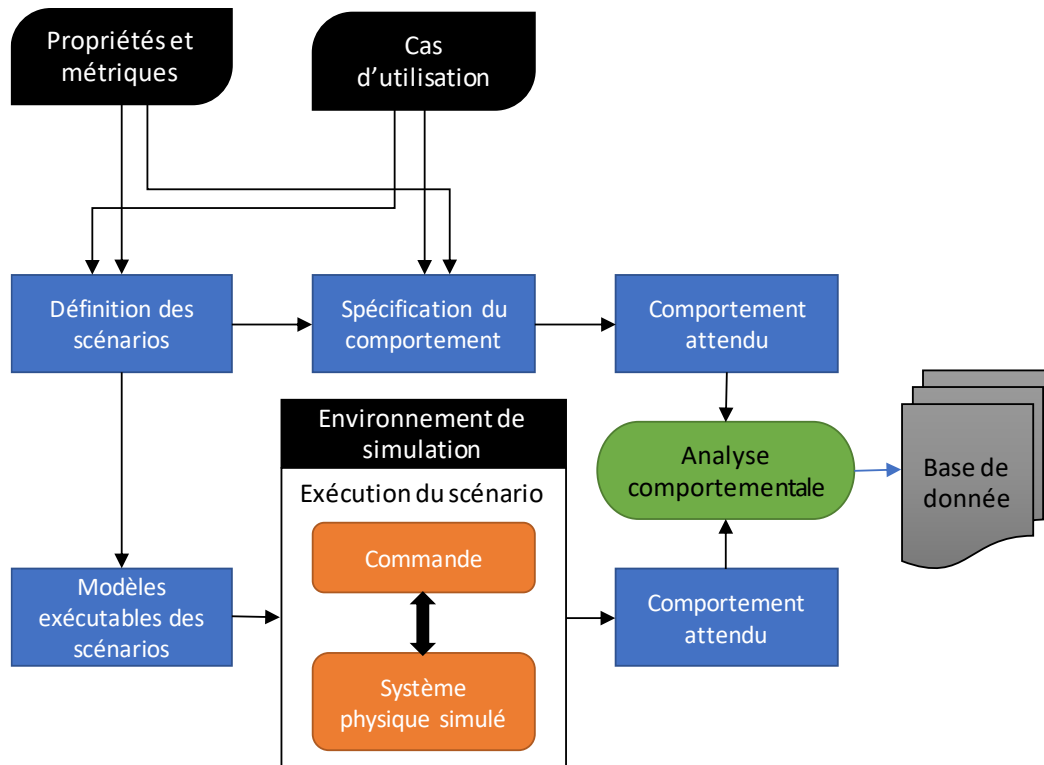 Propriétés et
métriques
Cas
d’utilisation
Définition des
scénarios
Spécification du
comportement
Comportement
attendu
Environnement de
simulation
Exécution du scénario
Commande
Système
physique simulé
Analyse
comportementale
Base de
donnée
Modèles
exécutables des
scénarios
Comportement
attendu